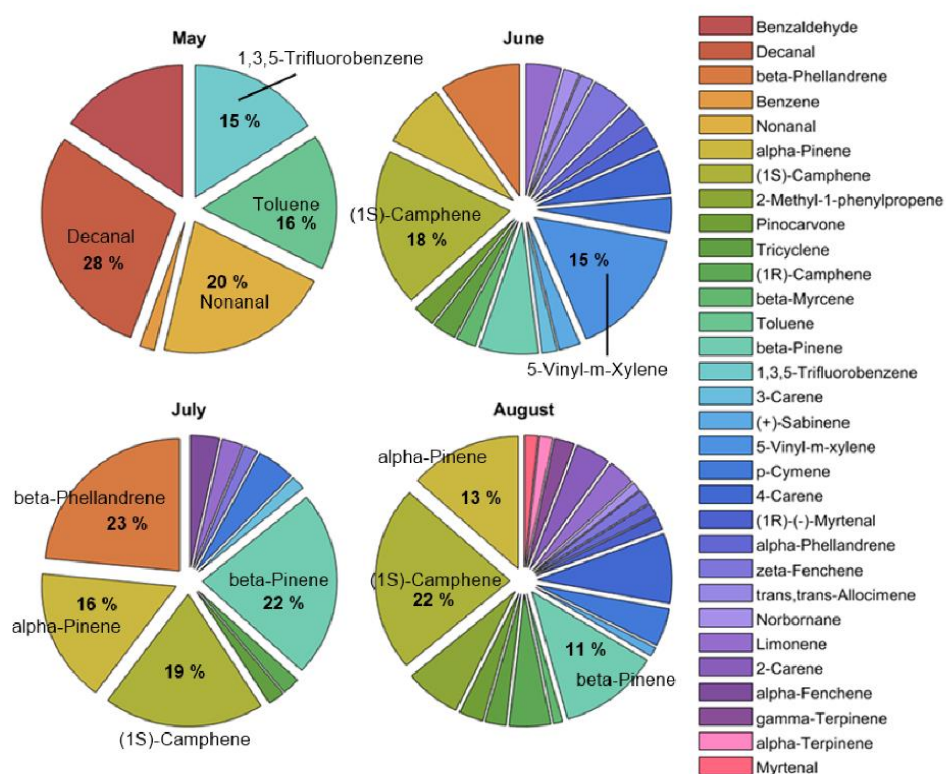 May
1,3,5-Trifluorobenzene
15 %
Toluene
16 %
20 %
Nonanal
Decanal
28 %
June
(1S)-Camphene
18 %
15 %
5-Vinyl-m-Xylene
July
beta-Phellandrene
23 %
beta-Pinene
22 %
16 %
alpha-Pinene
19 %
(1S)-Camphene
August
alpha-Pinene
13 %
(1S)-Camphene
22 %
11 %
beta-Pinene
Benzaldehyde
Decanal
beta-Phellandrene
Benzene
Nonanal
alpha-Pinene
(1S)-Camphene
2-Methyl-1-phenylpropene
Pinocarvone
Tricyclene
(1R)-Camphene
beta-Myrcene
Toluene
beta-Pinene
1,3,5-Trifluorobenzene
3-Carene
(+)-Sabinene
5-Vinyl-m-xylene
p-Cymene
4-Carene
(1R)-(-)-Myrtenal
alpha-Phellandrene
zeta-Fenchene
trans,trans-Allocimene
Norbornane
Limonene
2-Carene
alpha-Fenchene
gamma-Terpinene
alpha-Terpinene
Myrtenal